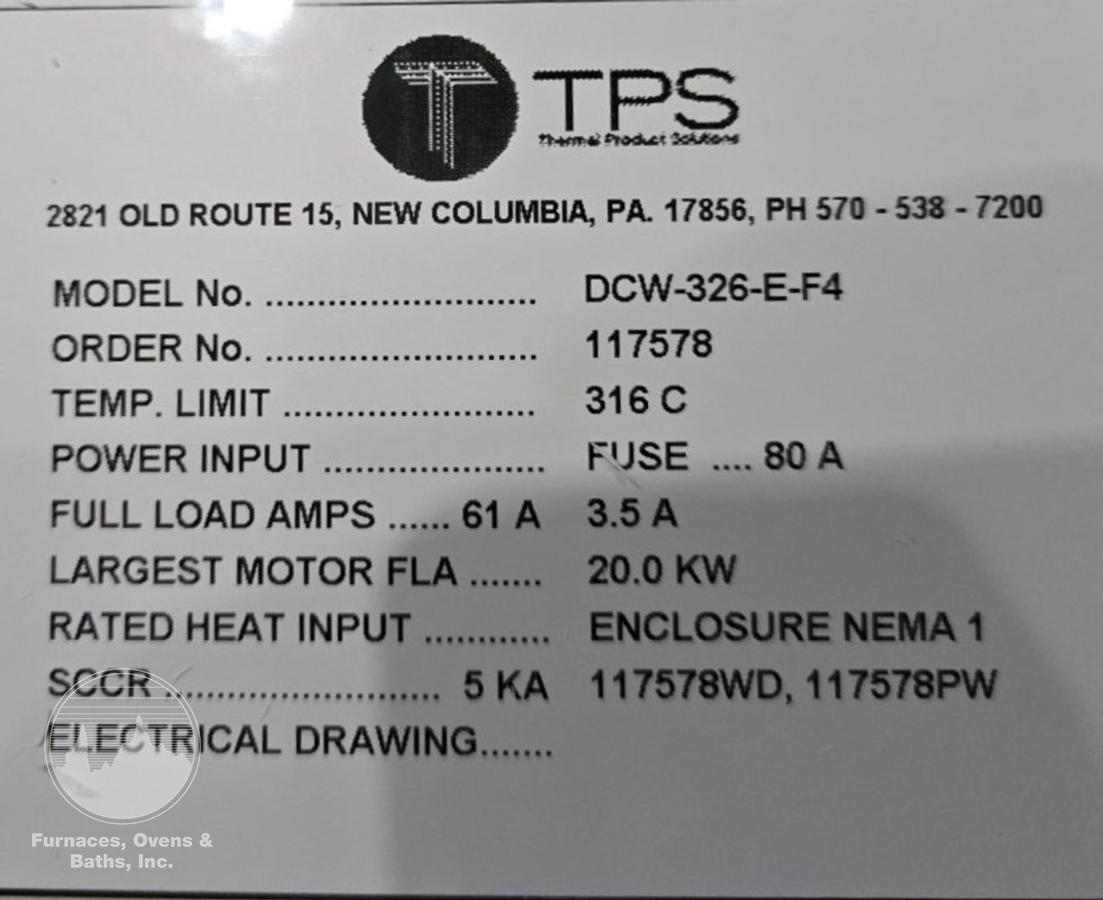 T TPS
Thermal Product Solutions
2821 OLD ROUTE 15, NEW COLUMBIA, PA. 17856, PH 570 - 538 - 7200
MODEL No. .......................... DCW-326-E-F4
ORDER No. .......................... 117578
TEMP. LIMIT ........................ 316 C
POWER INPUT ..................... FUSE .... 80 A
FULL LOAD AMPS ...... 61 A 3.5 A
LARGEST MOTOR FLA ....... 20.0 KW
RATED HEAT INPUT ............ ENCLOSURE NEMA 1
SCCR ........................... 5 KA 117578WD, 117578PW
ELECTRICAL DRAWING.......
Furnaces, Ovens &
Baths, Inc.